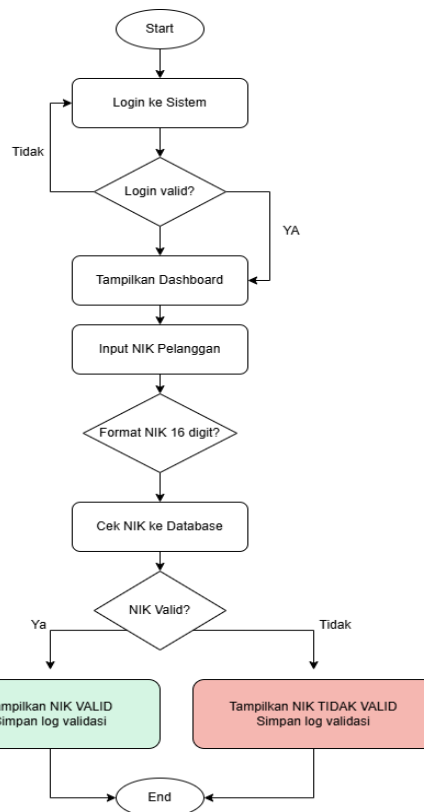 Start
Login ke Sistem
Tidak
Login valid?
YA
Tampilkan Dashboard
Input NIK Pelanggan
Format NIK 16 digit?
Cek NIK ke Database
NIK Valid?
Ya
Tidak
mpilkan NIK VALID
Simpan log validasi
Tampilkan NIK TIDAK VALID
Simpan log validasi
End